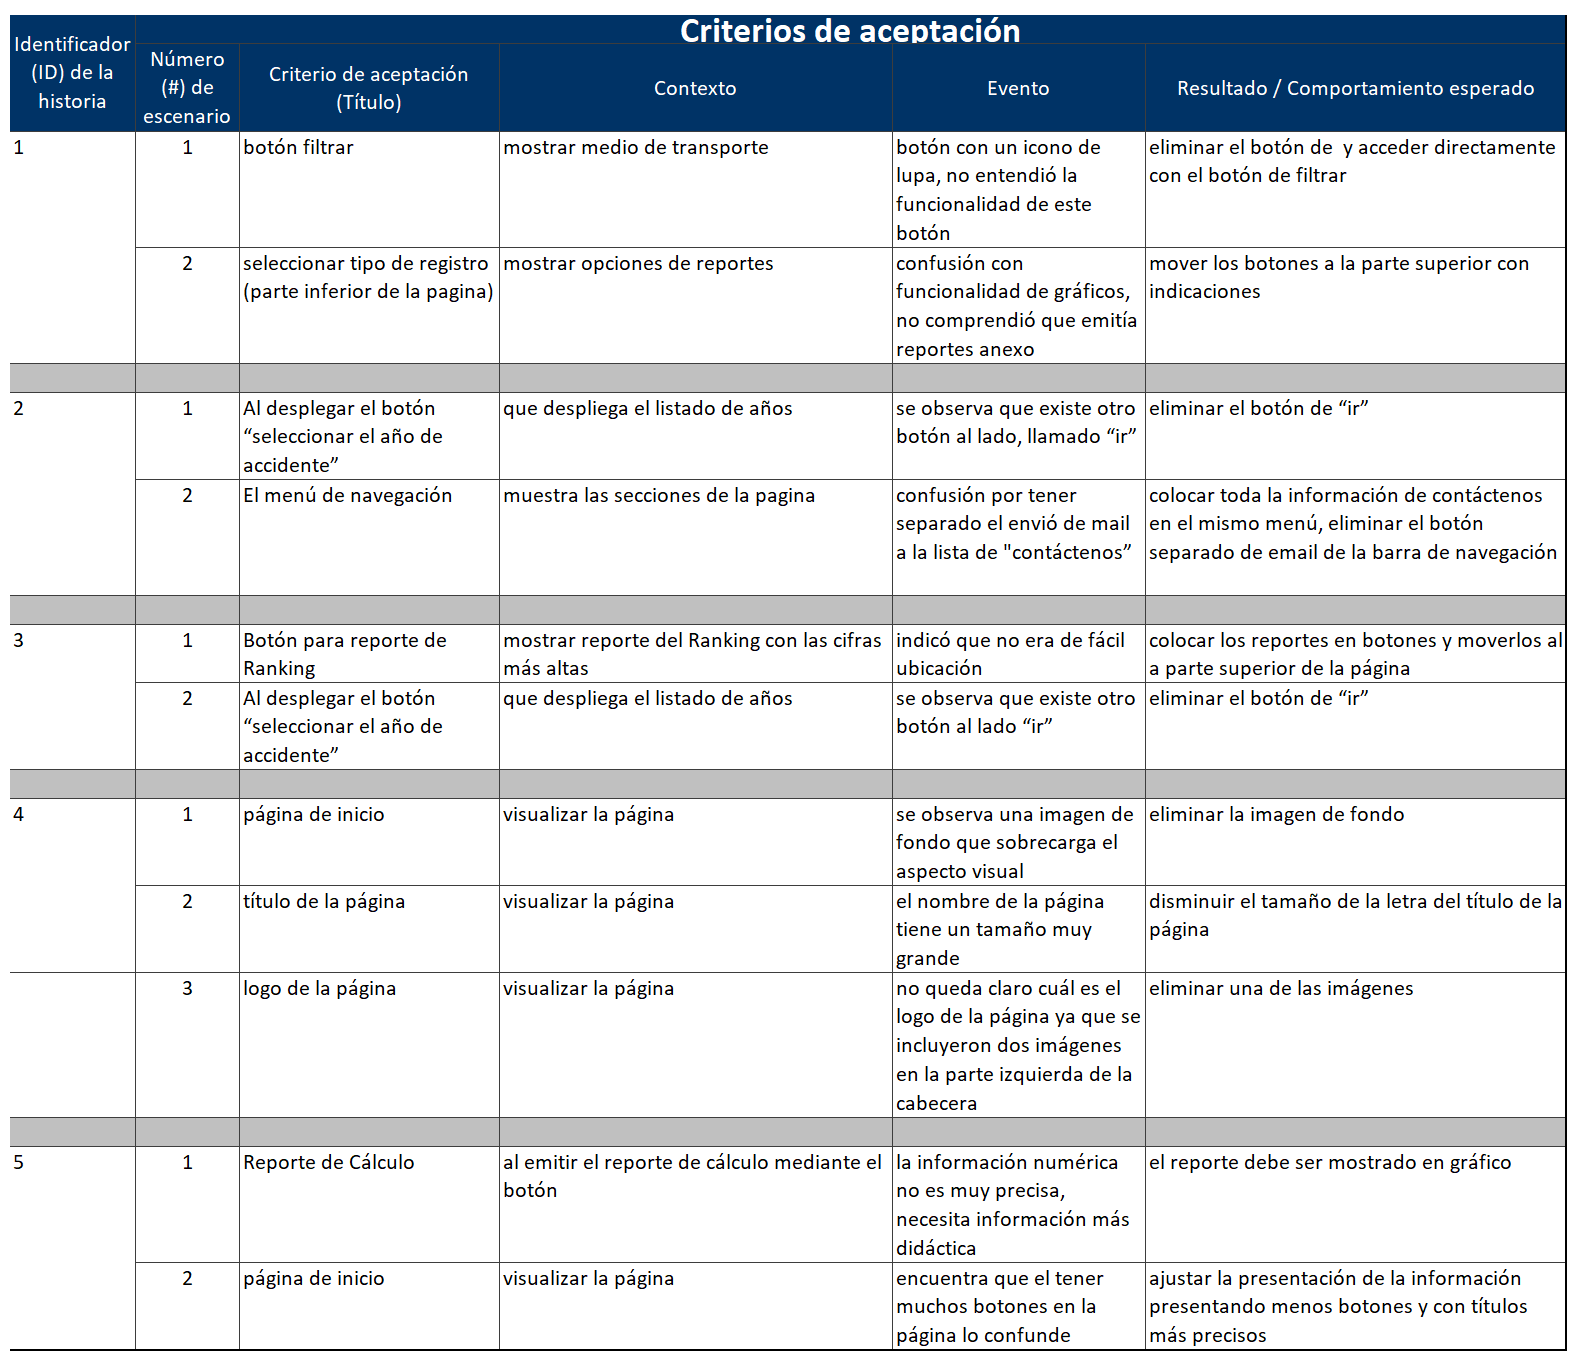 Criterios de aceptación
Identificador
(ID) de la
historia
Número
(#) de
escenario
Criterio de aceptación
(Título)
Contexto
Evento
Resultado / Comportamiento esperado
1
1
botón filtrar
mostrar medio de transporte
botón con un icono de
lupa, no entendió la
funcionalidad de este
botón
eliminar el botón de  y acceder directamente
con el botón de filtrar
2
seleccionar tipo de registro
(parte inferior de la pagina)
mostrar opciones de reportes
confusión con
funcionalidad de gráficos,
no comprendió que emitía
reportes anexo
mover los botones a la parte superior con
indicaciones
2
1
Al desplegar el botón
“seleccionar el año de
accidente”
que despliega el listado de años
se observa que existe otro
botón al lado, llamado “ir”
eliminar el botón de “ir”
2
El menú de navegación
muestra las secciones de la pagina
confusión por tener
separado el envió de mail
a la lista de "contáctenos”
colocar toda la información de contáctenos
en el mismo menú, eliminar el botón
separado de email de la barra de navegación
3
1
Botón para reporte de
Ranking
mostrar reporte del Ranking con las cifras
más altas
indicó que no era de fácil
ubicación
colocar los reportes en botones y moverlos al
a parte superior de la página
2
Al desplegar el botón
“seleccionar el año de
accidente”
que despliega el listado de años
se observa que existe otro
botón al lado “ir”
eliminar el botón de “ir”
4
1
página de inicio
visualizar la página
se observa una imagen de
fondo que sobrecarga el
aspecto visual
eliminar la imagen de fondo
2
título de la página
visualizar la página
el nombre de la página
tiene un tamaño muy
grande
disminuir el tamaño de la letra del título de la
página
3
logo de la página
visualizar la página
no queda claro cuál es el
logo de la página ya que se
incluyeron dos imágenes
en la parte izquierda de la
cabecera
eliminar una de las imágenes
5
1
Reporte de Cálculo
al emitir el reporte de cálculo mediante el
botón
la información numérica
no es muy precisa,
necesita información más
didáctica
el reporte debe ser mostrado en gráfico
2
página de inicio
visualizar la página
encuentra que el tener
muchos botones en la
página lo confunde
ajustar la presentación de la información
presentando menos botones y con títulos
más precisos